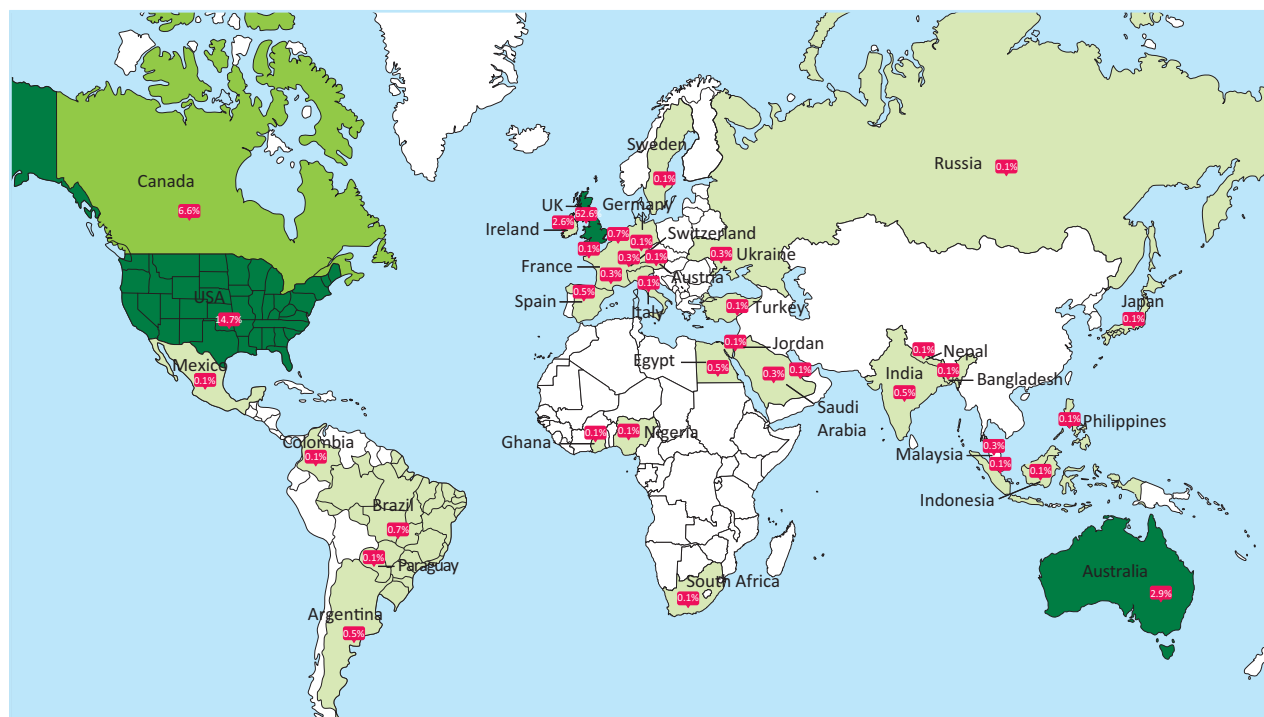 Canada
6.6%
USA
14.7%
Mexico
0.1%
Colombia
0.1%
Brazil
0.7%
0.1%
Paraguay
Argentina
0.5%
Sweden
0.1%
UK
62.6%
Germany
2.6%
Ireland
0.7%
0.1%
Switzerland
0.1%
0.3%
0.1%
France
0.3%
Austria
0.3%
Ukraine
Spain
0.5%
0.1%
Italy
0.1%
Turkey
0.1%
Jordan
Egypt
0.5%
0.3%
0.1%
Saudi
Arabia
Ghana
0.1%
0.1%
Nigeria
South Africa
0.1%
Russia
0.1%
Japan
0.1%
0.1%
Nepal
India
0.5%
0.1%
Bangladesh
0.1%
Philippines
0.3%
Malaysia
0.1%
0.1%
Indonesia
Australia
2.9%